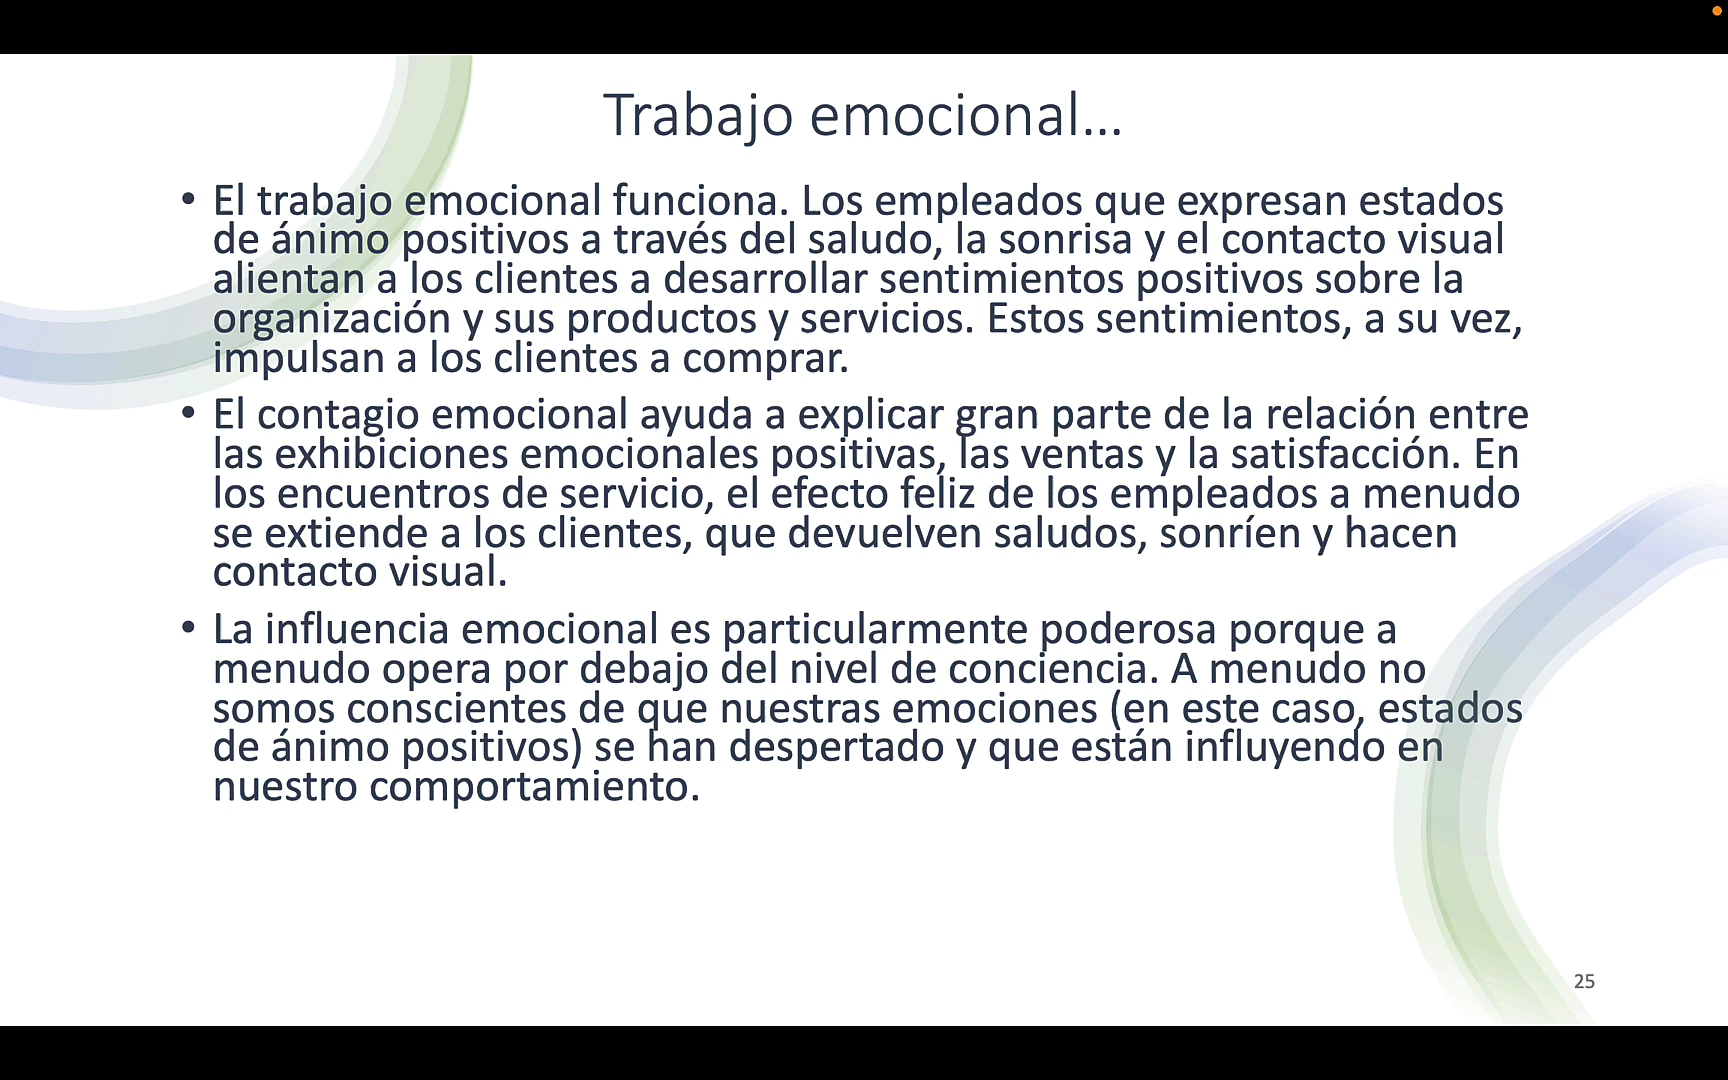 Trabajo emocional...
• El trabajo emocional funciona. Los empleados que expresan estados
de ánimo positivos a través del saludo, la sonrisa y el contacto visual
alientan a los clientes a desarrollar sentimientos positivos sobre la
organización y sus productos y servicios. Estos sentimientos, a su vez,
impulsan a los clientes a comprar.
• El contagio emocional ayuda a explicar gran parte de la relación entre
las exhibiciones emocionales positivas, las ventas y la satisfacción. En
los encuentros de servicio, el efecto feliz de los empleados a menudo
se extiende a los clientes, que devuelven saludos, sonríen y hacen
contacto visual.
• La influencia emocional es particularmente poderosa porque a
menudo opera por debajo del nivel de conciencia. A menudo no
somos conscientes de que nuestras emociones (en este caso, estados
de ánimo positivos) se han despertado y que están influyendo en
nuestro comportamiento.
25